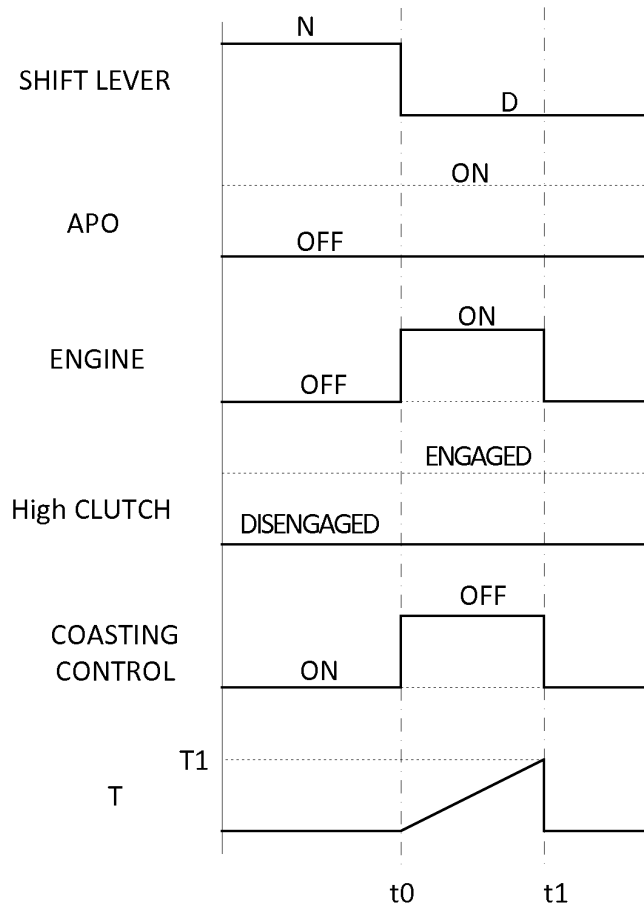 N
SHIFT LEVER
D
ON
APO
OFF
ON
ENGINE
OFF
ENGAGED
High CLUTCH
DISENGAGED
OFF
COASTING
CONTROL
ON
T1
T
t0
t1